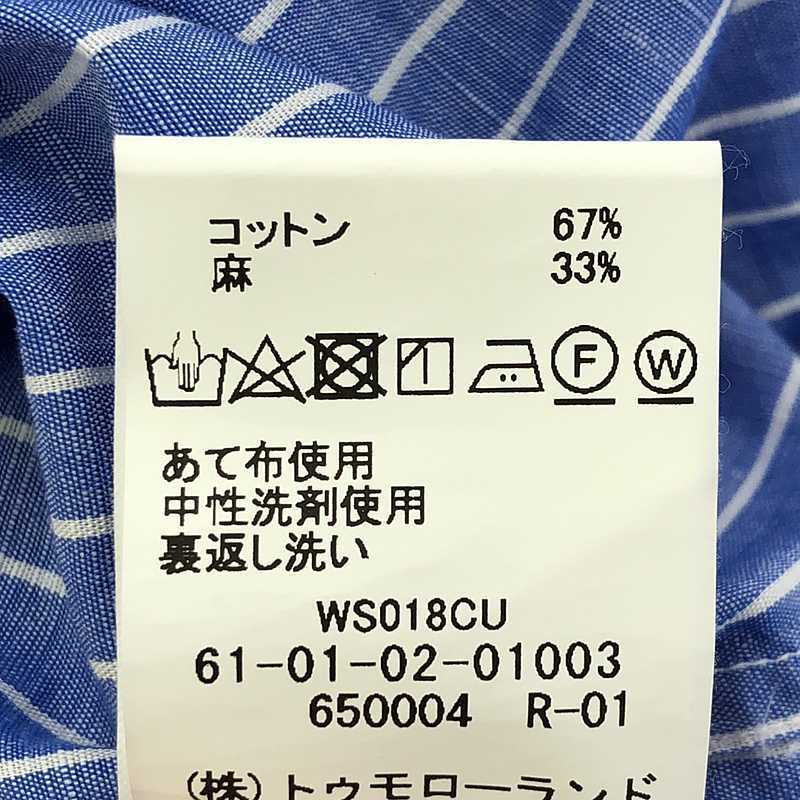 コットン 67%
麻 33%
F W
あて布使用
中性洗剤使用
裏返し洗い
WS018CU
61-01-02-01003
650004 R-01
(株)トゥモローランド